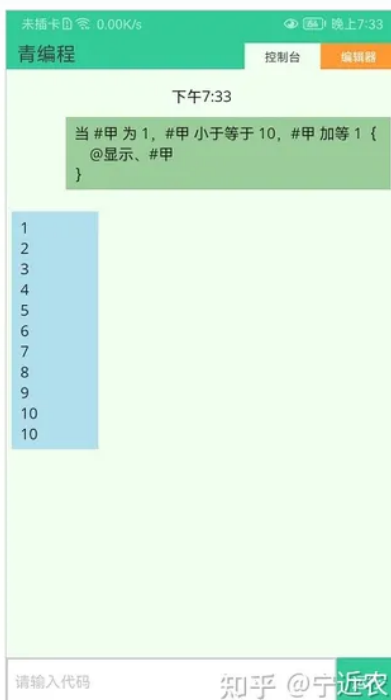 未插卡 0.00K/s 晚上7:33
青编程 控制台 编辑器
下午7:33
当 #甲 为 1，#甲 小于等于 10，#甲 加等 1｛
@显示、#甲
｝
1
2
3
4
5
6
7
8
9
10
10
请输入代码
知乎 @宁近农